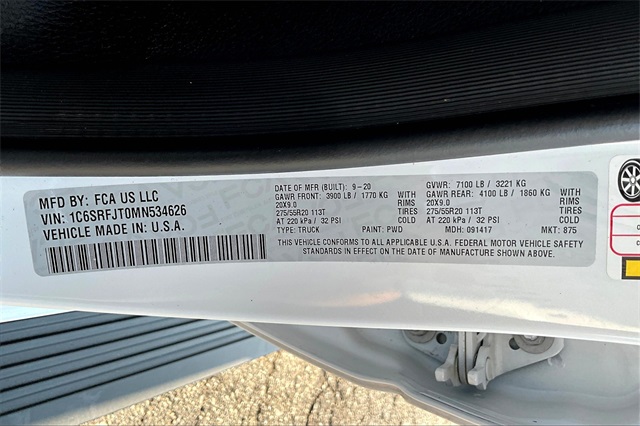 MFD BY: FCA US LLC
VIN: 1C6SRFJT0MN534626
VEHICLE MADE IN U.S.A.
DATE OF MFR (BUILT): 9-20
GAWR FRONT: 3900 LB / 1770 KG WITH
20X9.0 RIMS
275/55R20 113T TIRES
AT 220 kPa / 32 PSI COLD
TYPE: TRUCK PAINT: PWD
GVWR: 7100 LB / 3221 KG
GAWR REAR: 4100 LB / 1860 KG WITH
20X9.0 RIMS
275/55R20 113T TIRES
AT 220 kPa / 32 PSI COLD
MDH: 091417 MKT: 875
THIS VEHICLE CONFORMS TO ALL APPLICABLE U.S.A. FEDERAL MOTOR VEHICLE SAFETY
STANDARDS IN EFFECT ON THE DATE OF MANUFACTURE SHOWN ABOVE.